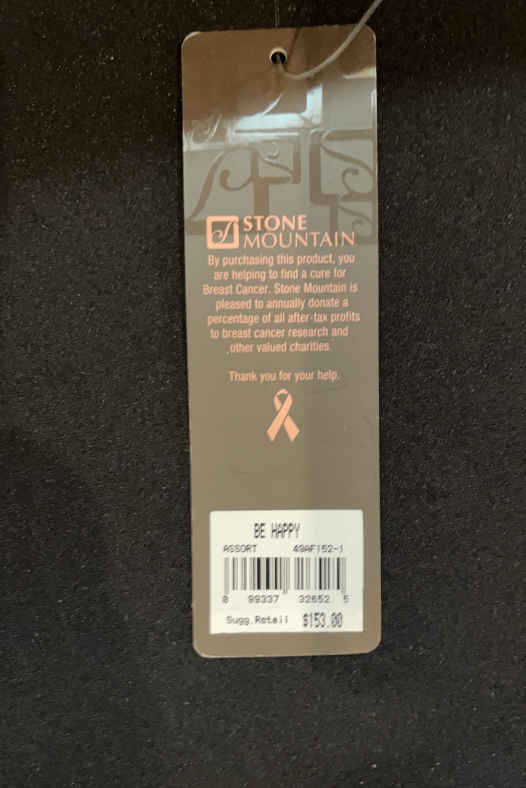 STONE
MOUNTAIN
By purchasing this product, you
are helping to find a cure for
Breast Cancer. Stone Mountain is
pleased to annually donate a
percentage of all after-tax profits
to breast cancer research and
other valued charities.
Thank you for your help.
BE HAPPY
ASSORT 49AF152-1
8 99337 32652 5
Sugg.Retail $153.00